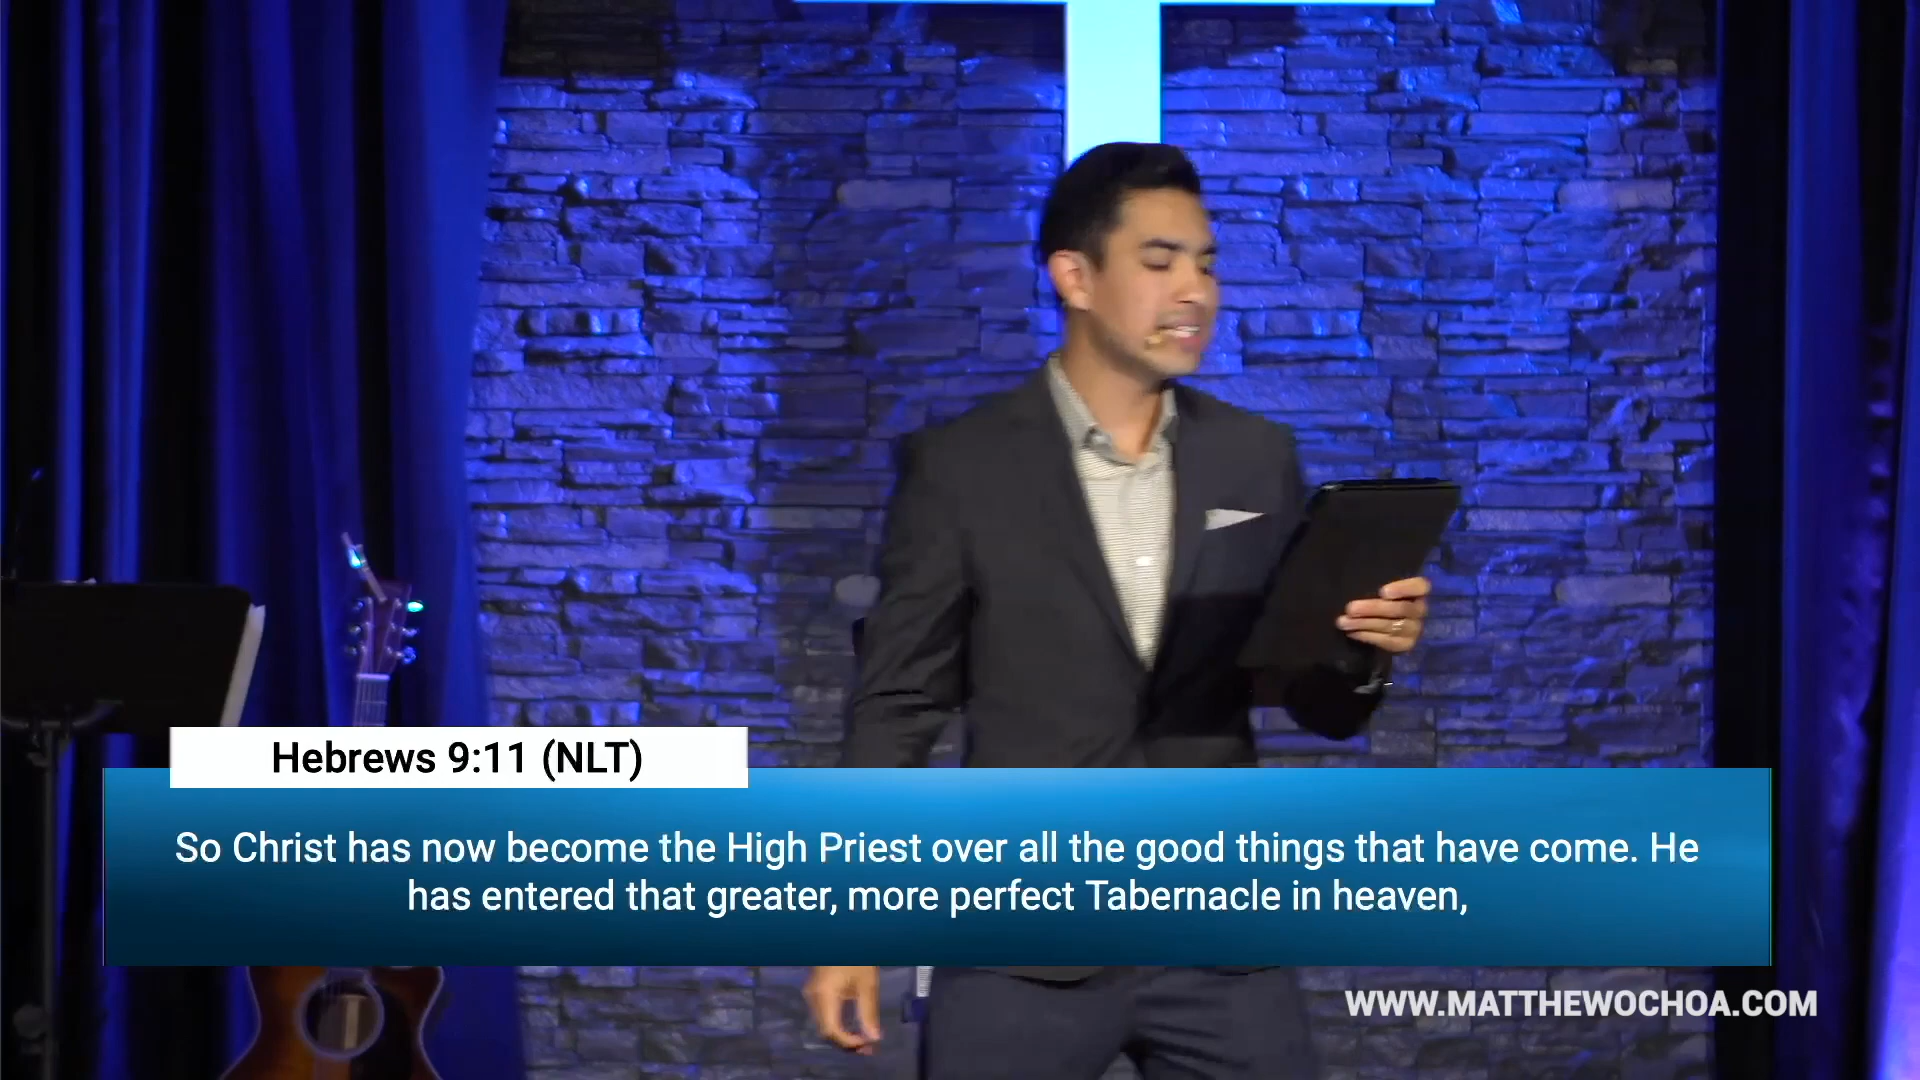 Hebrews 9:11 (NLT)
So Christ has now become the High Priest over all the good things that have come. He
has entered that greater, more perfect Tabernacle in heaven,
WWW.MATTHEWOCHOA.COM